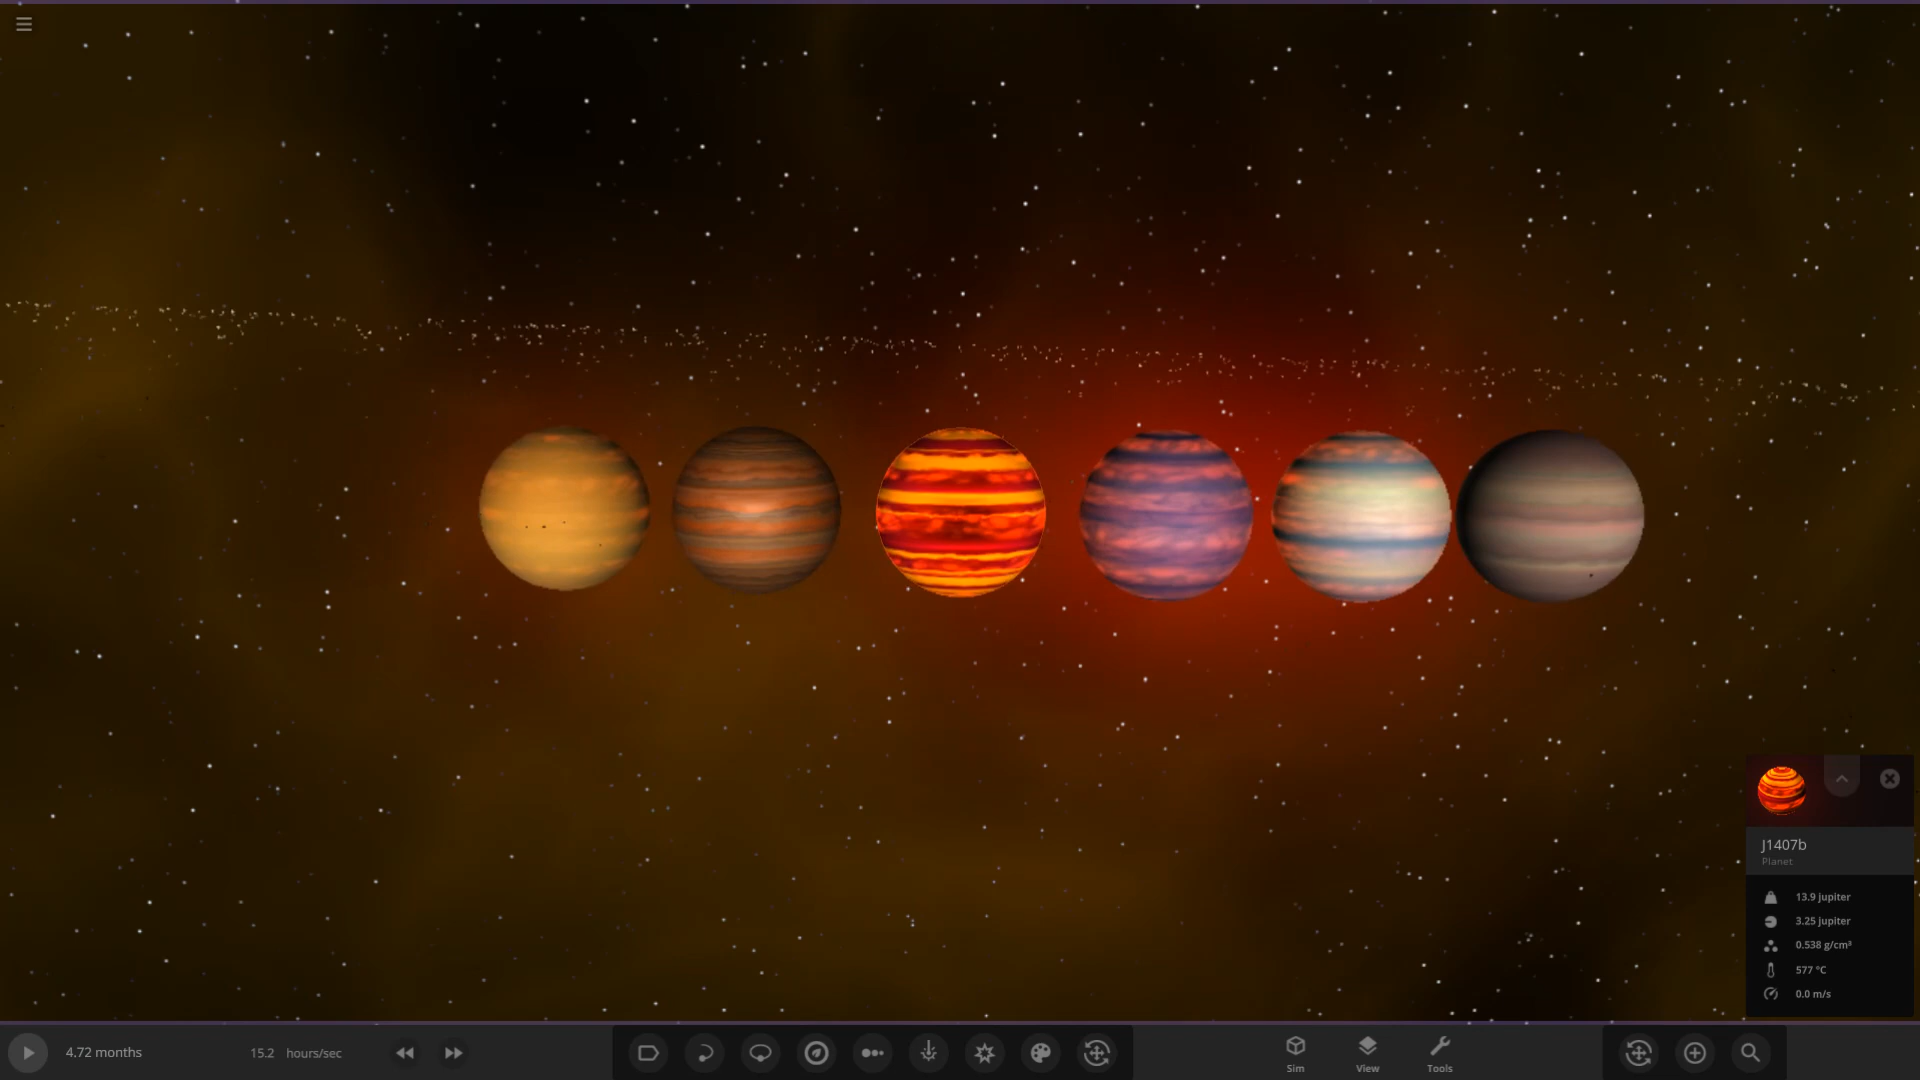 J1407b
Planet
13.9 Jupiter
3.25 Jupiter
0.538 g/cm³
577 °C
0.0 m/s
4.72 months
15.2 hours/sec
Sim
View
Tools